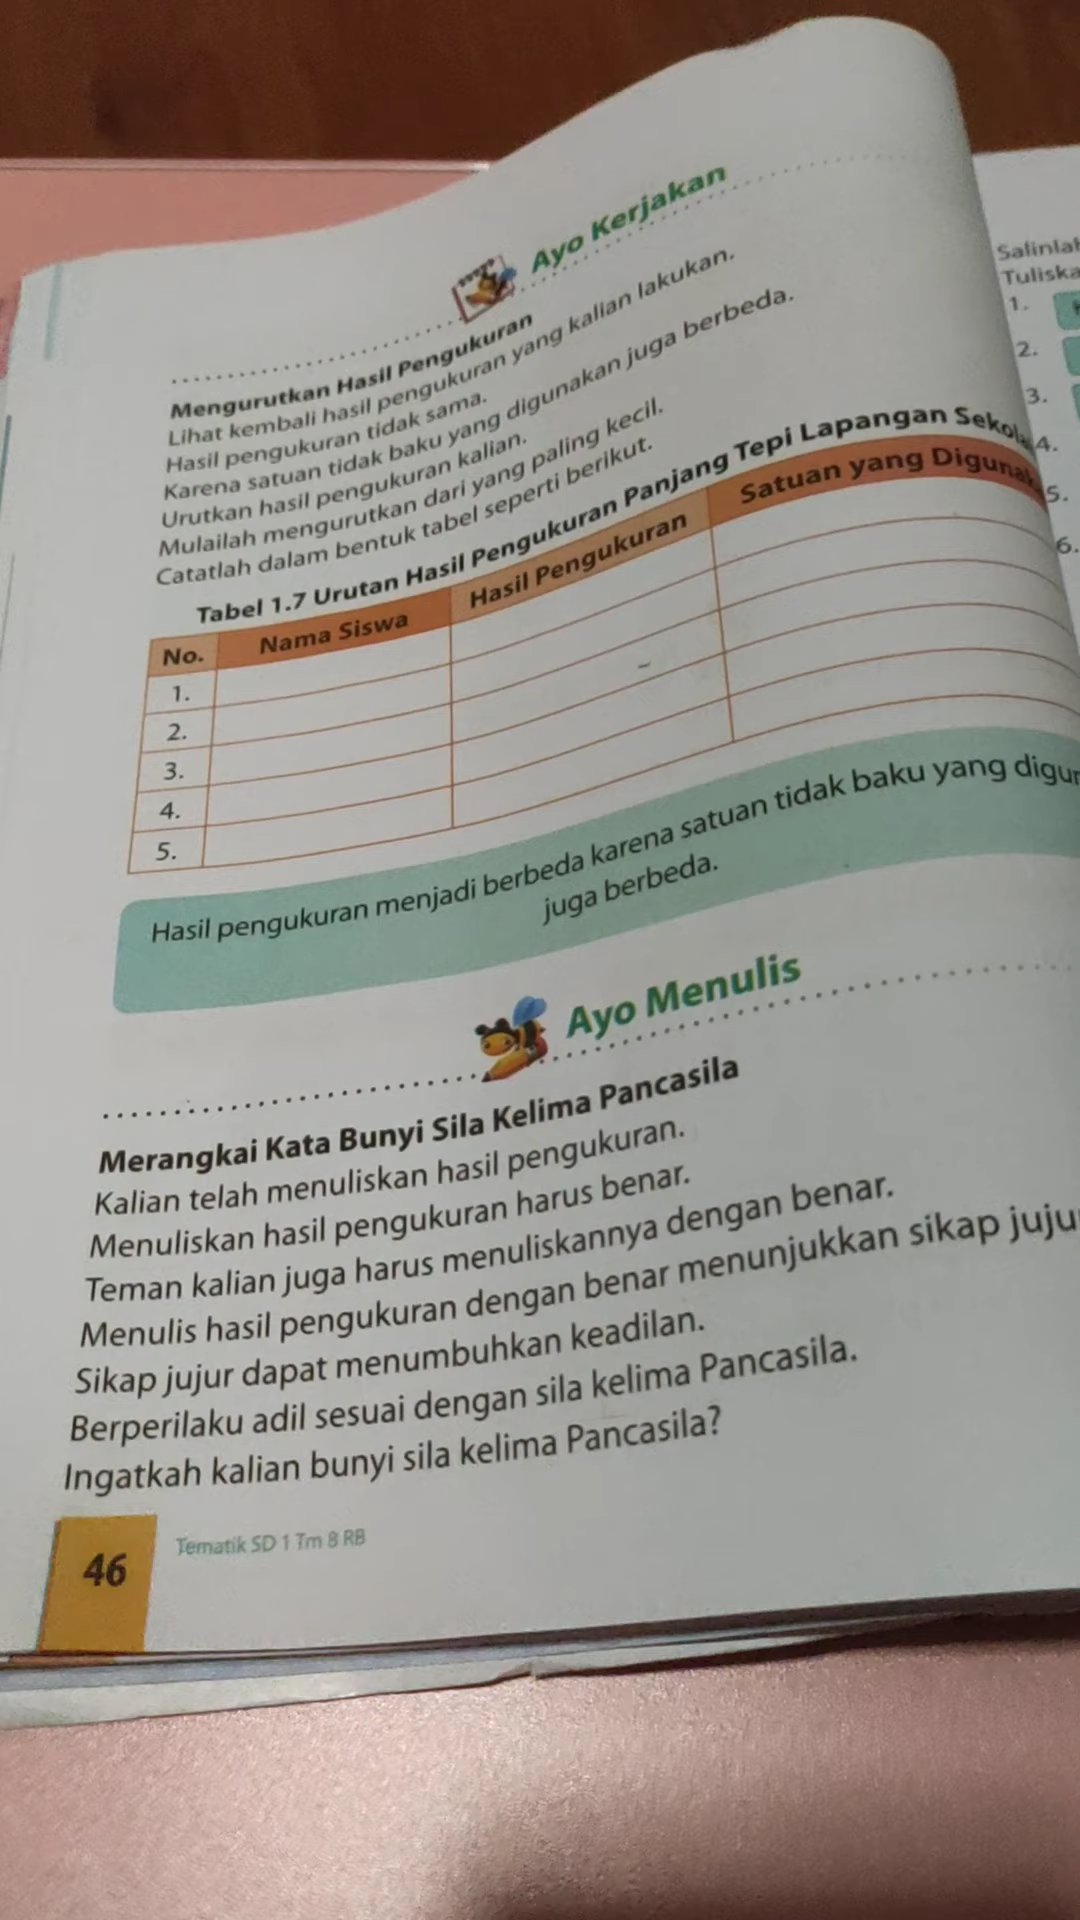 Ayo Kerjakan
Mengurutkan Hasil Pengukuran
Lihat kembali hasil pengukuran yang kalian lakukan.
Hasil pengukuran tidak sama.
Karena satuan tidak baku yang digunakan juga berbeda.
Urutkan hasil pengukuran kalian.
Mulailah mengurutkan dari yang paling kecil.
Catatlah dalam bentuk tabel seperti berikut.
Tabel 1.7 Urutan Hasil Pengukuran Panjang Tepi Lapangan Sekol
No. Nama Siswa Hasil Pengukuran Satuan yang Diguna
1.
2.
3.
4.
5.
Hasil pengukuran menjadi berbeda karena satuan tidak baku yang digu
juga berbeda.
Ayo Menulis
Merangkai Kata Bunyi Sila Kelima Pancasila
Kalian telah menuliskan hasil pengukuran.
Menuliskan hasil pengukuran harus benar.
Teman kalian juga harus menuliskannya dengan benar.
Menulis hasil pengukuran dengan benar menunjukkan sikap juju
Sikap jujur dapat menumbuhkan keadilan.
Berperilaku adil sesuai dengan sila kelima Pancasila.
Ingatkah kalian bunyi sila kelima Pancasila?
46
Tematik SD 1 Tm 8 RB
Salinlah
Tuliska
1.
2.
3.
4.
5.
6.